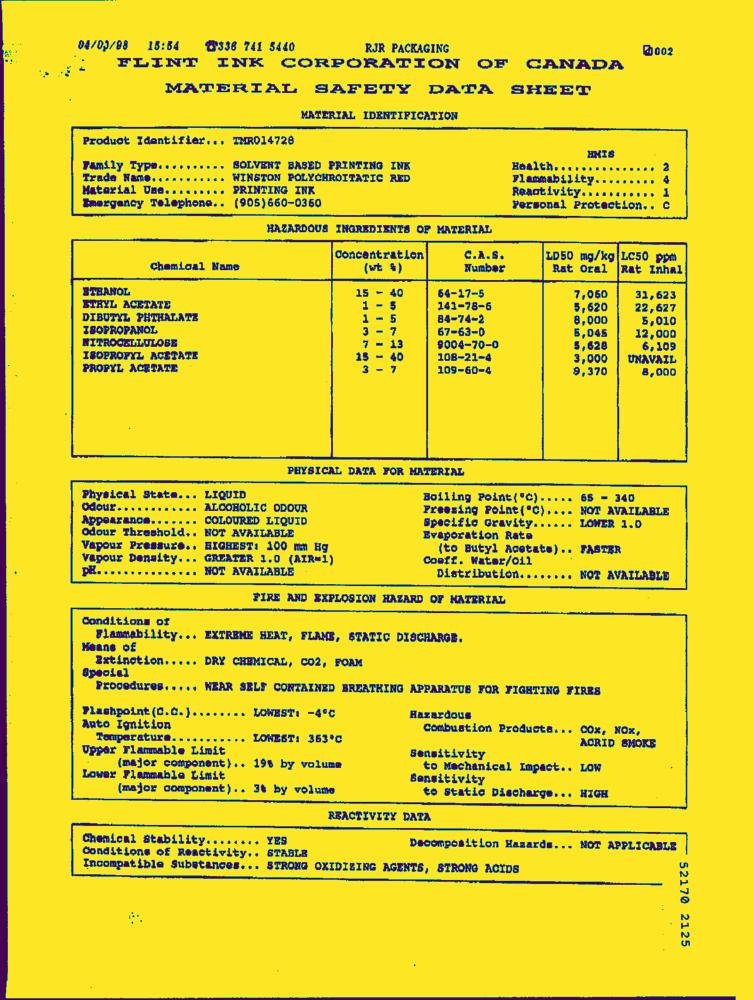 04/03/98 15:54 ☎336 741 5440 RJR PACKAGING 002
FLINT INK CORPORATION OF CANADA
MATERIAL SAFETY DATA SHEET
MATERIAL IDENTIFICATION
Product Identifier... TMR014728
HMIS
Family Type.......... SOLVENT BASED PRINTING INK Health............... 2
Trade Name........... WINSTON POLYCHROITATIC RED Flammability......... 4
Material Use......... PRINTING INK Reactivity........... 1
Emergency Telephone.. (905)660-0360 Personal Protection.. C
HAZARDOUS INGREDIENTS OF MATERIAL
Chemical Name Concentration (wt %) C.A.S. Number LD50 mg/kg Rat Oral LC50 ppm Rat Inhal
ETHANOL 15 - 40 64-17-5 7,060 31,623
ETHYL ACETATE 1 - 5 141-78-6 5,620 22,627
DIBUTYL PHTHALATE 1 - 5 84-74-2 8,000 5,010
ISOPROPANOL 3 - 7 67-63-0 5,045 12,000
NITROCELLULOSE 7 - 13 9004-70-0 5,628 6,109
ISOPROPYL ACETATE 15 - 40 108-21-4 3,000 UNAVAIL
PROPYL ACETATE 3 - 7 109-60-4 9,370 8,000
PHYSICAL DATA FOR MATERIAL
Physical State... LIQUID Boiling Point(°C)..... 65 - 340
Odour............ ALCOHOLIC ODOUR Freezing Point(°C).... NOT AVAILABLE
Appearance....... COLOURED LIQUID Specific Gravity...... LOWER 1.0
Odour Threshold.. NOT AVAILABLE Evaporation Rate
Vapour Pressure.. HIGHEST: 100 mm Hg (to Butyl Acetate).. FASTER
Vapour Density... GREATER 1.0 (AIR=1) Coeff. Water/Oil
pH............... NOT AVAILABLE Distribution........ NOT AVAILABLE
FIRE AND EXPLOSION HAZARD OF MATERIAL
Conditions of
Flammability... EXTREME HEAT, FLAME, STATIC DISCHARGE.
Means of
Extinction..... DRY CHEMICAL, CO2, FOAM
Special
Procedures..... WEAR SELF CONTAINED BREATHING APPARATUS FOR FIGHTING FIRES
Flashpoint(C.C.)........ LOWEST: -4°C Hazardous
Auto Ignition Combustion Products... COx, NOx,
Temperature............ LOWEST: 363°C ACRID SMOKE
Upper Flammable Limit Sensitivity
(major component).. 19% by volume to Mechanical Impact.. LOW
Lower Flammable Limit Sensitivity
(major component).. 3% by volume to Static Discharge... HIGH
REACTIVITY DATA
Chemical Stability........ YES Decomposition Hazards... NOT APPLICABLE
Conditions of Reactivity.. STABLE
Incompatible Substances... STRONG OXIDIZING AGENTS, STRONG ACIDS
52170 2125